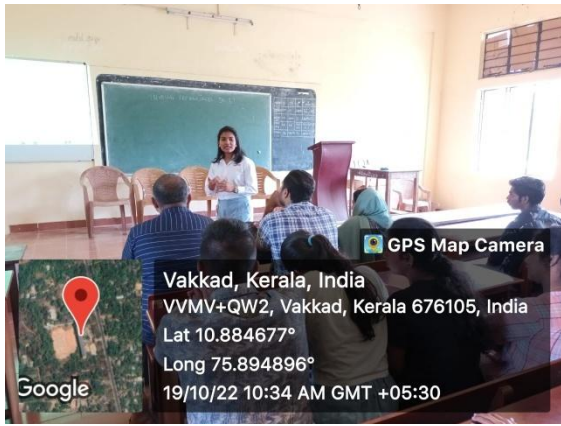 GPS Map Camera
Vakkad, Kerala, India
VVMV+QW2, Vakkad, Kerala 676105, India
Lat 10.884677°
Long 75.894896°
19/10/22 10:34 AM GMT +05:30
Google